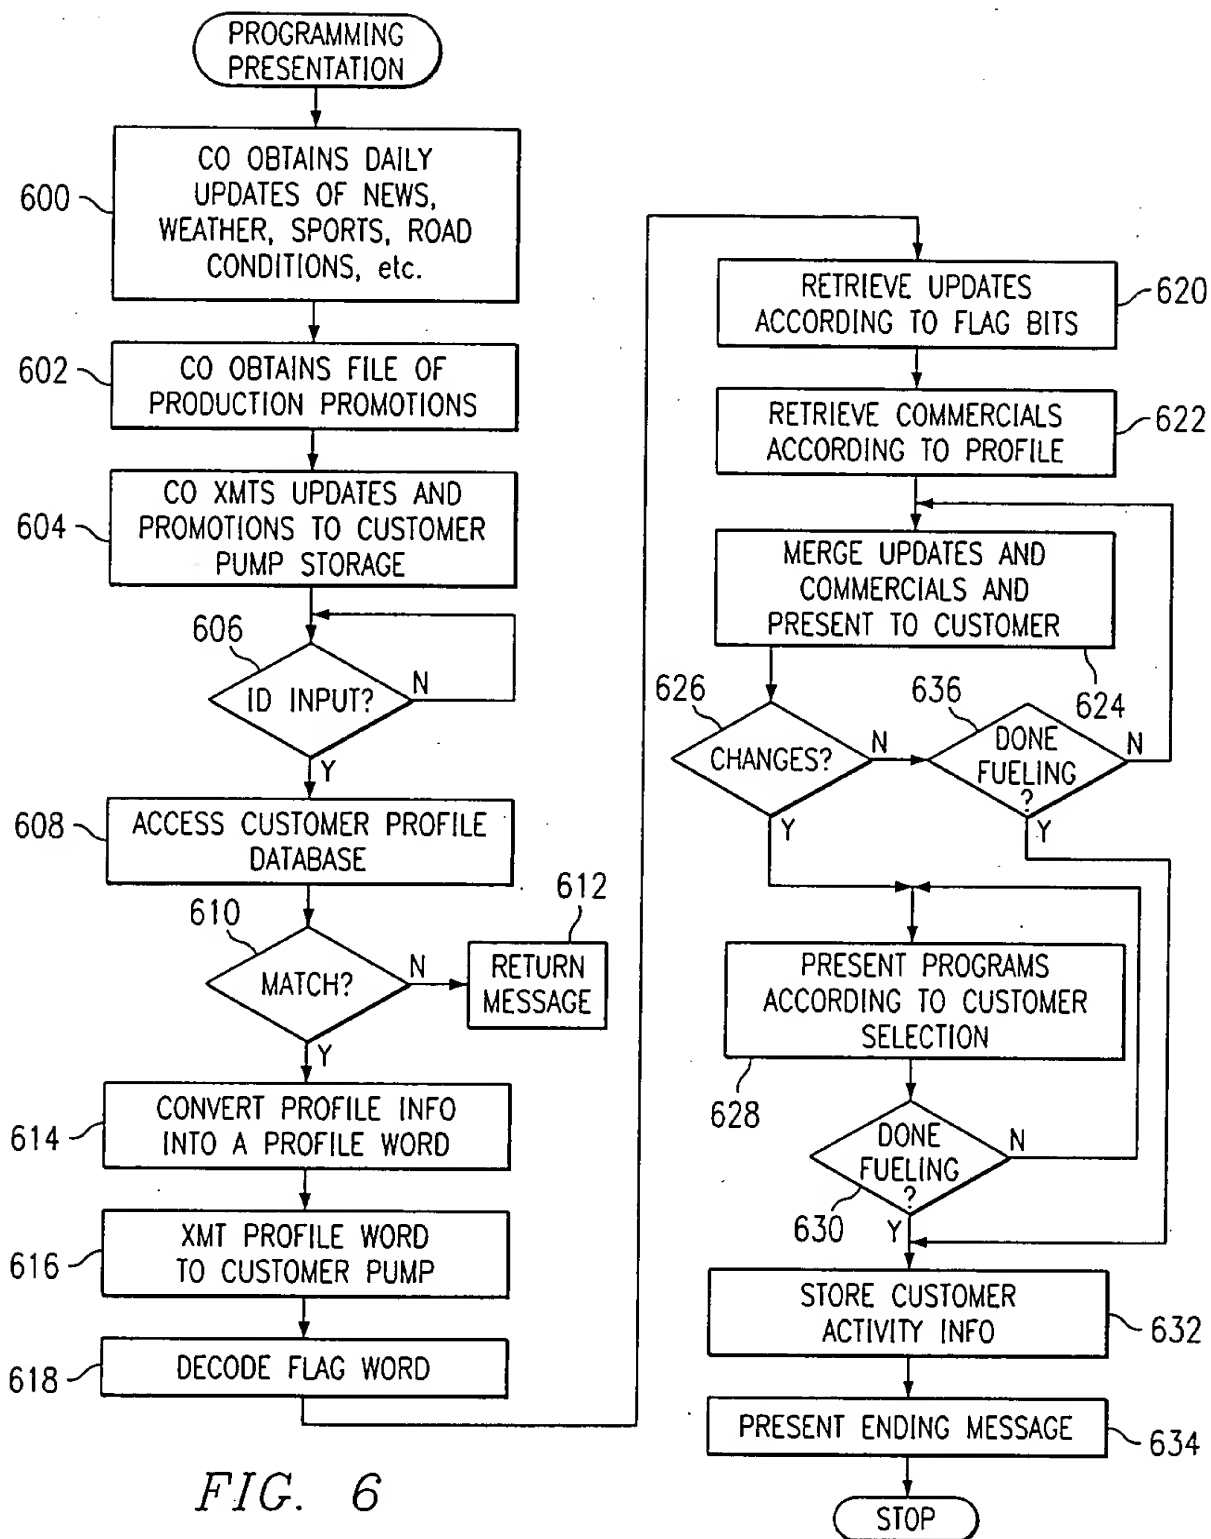 PROGRAMMING
PRESENTATION
600
CO OBTAINS DAILY
UPDATES OF NEWS,
WEATHER, SPORTS, ROAD
CONDITIONS, etc.
602
CO OBTAINS FILE OF
PRODUCTION PROMOTIONS
604
CO XMTS UPDATES AND
PROMOTIONS TO CUSTOMER
PUMP STORAGE
606
ID INPUT?
N
Y
608
ACCESS CUSTOMER PROFILE
DATABASE
610
MATCH?
N
Y
612
RETURN
MESSAGE
614
CONVERT PROFILE INFO
INTO A PROFILE WORD
616
XMT PROFILE WORD
TO CUSTOMER PUMP
618
DECODE FLAG WORD
RETRIEVE UPDATES
ACCORDING TO FLAG BITS
620
RETRIEVE COMMERCIALS
ACCORDING TO PROFILE
622
MERGE UPDATES AND
COMMERCIALS AND
PRESENT TO CUSTOMER
624
626
CHANGES?
N
Y
636
DONE
FUELING
?
N
Y
PRESENT PROGRAMS
ACCORDING TO CUSTOMER
SELECTION
628
DONE
FUELING
?
N
630
Y
STORE CUSTOMER
ACTIVITY INFO
632
PRESENT ENDING MESSAGE
634
STOP
FIG. 6